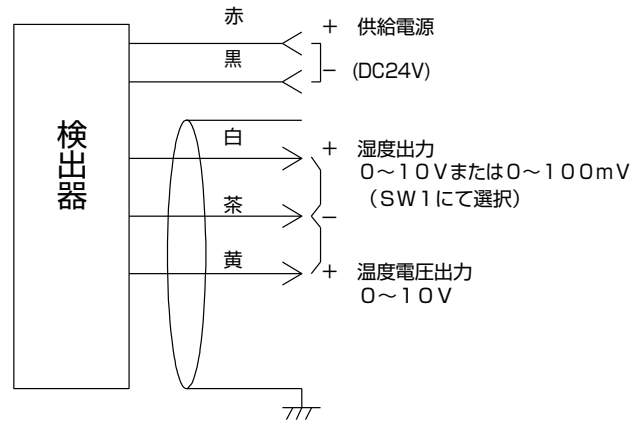 検出器
赤
+ 供給電源
黒
− (DC24V)
白
+ 湿度出力
0～10Vまたは0～100mV
（SW1にて選択）
茶
−
黄
+ 温度電圧出力
0～10V